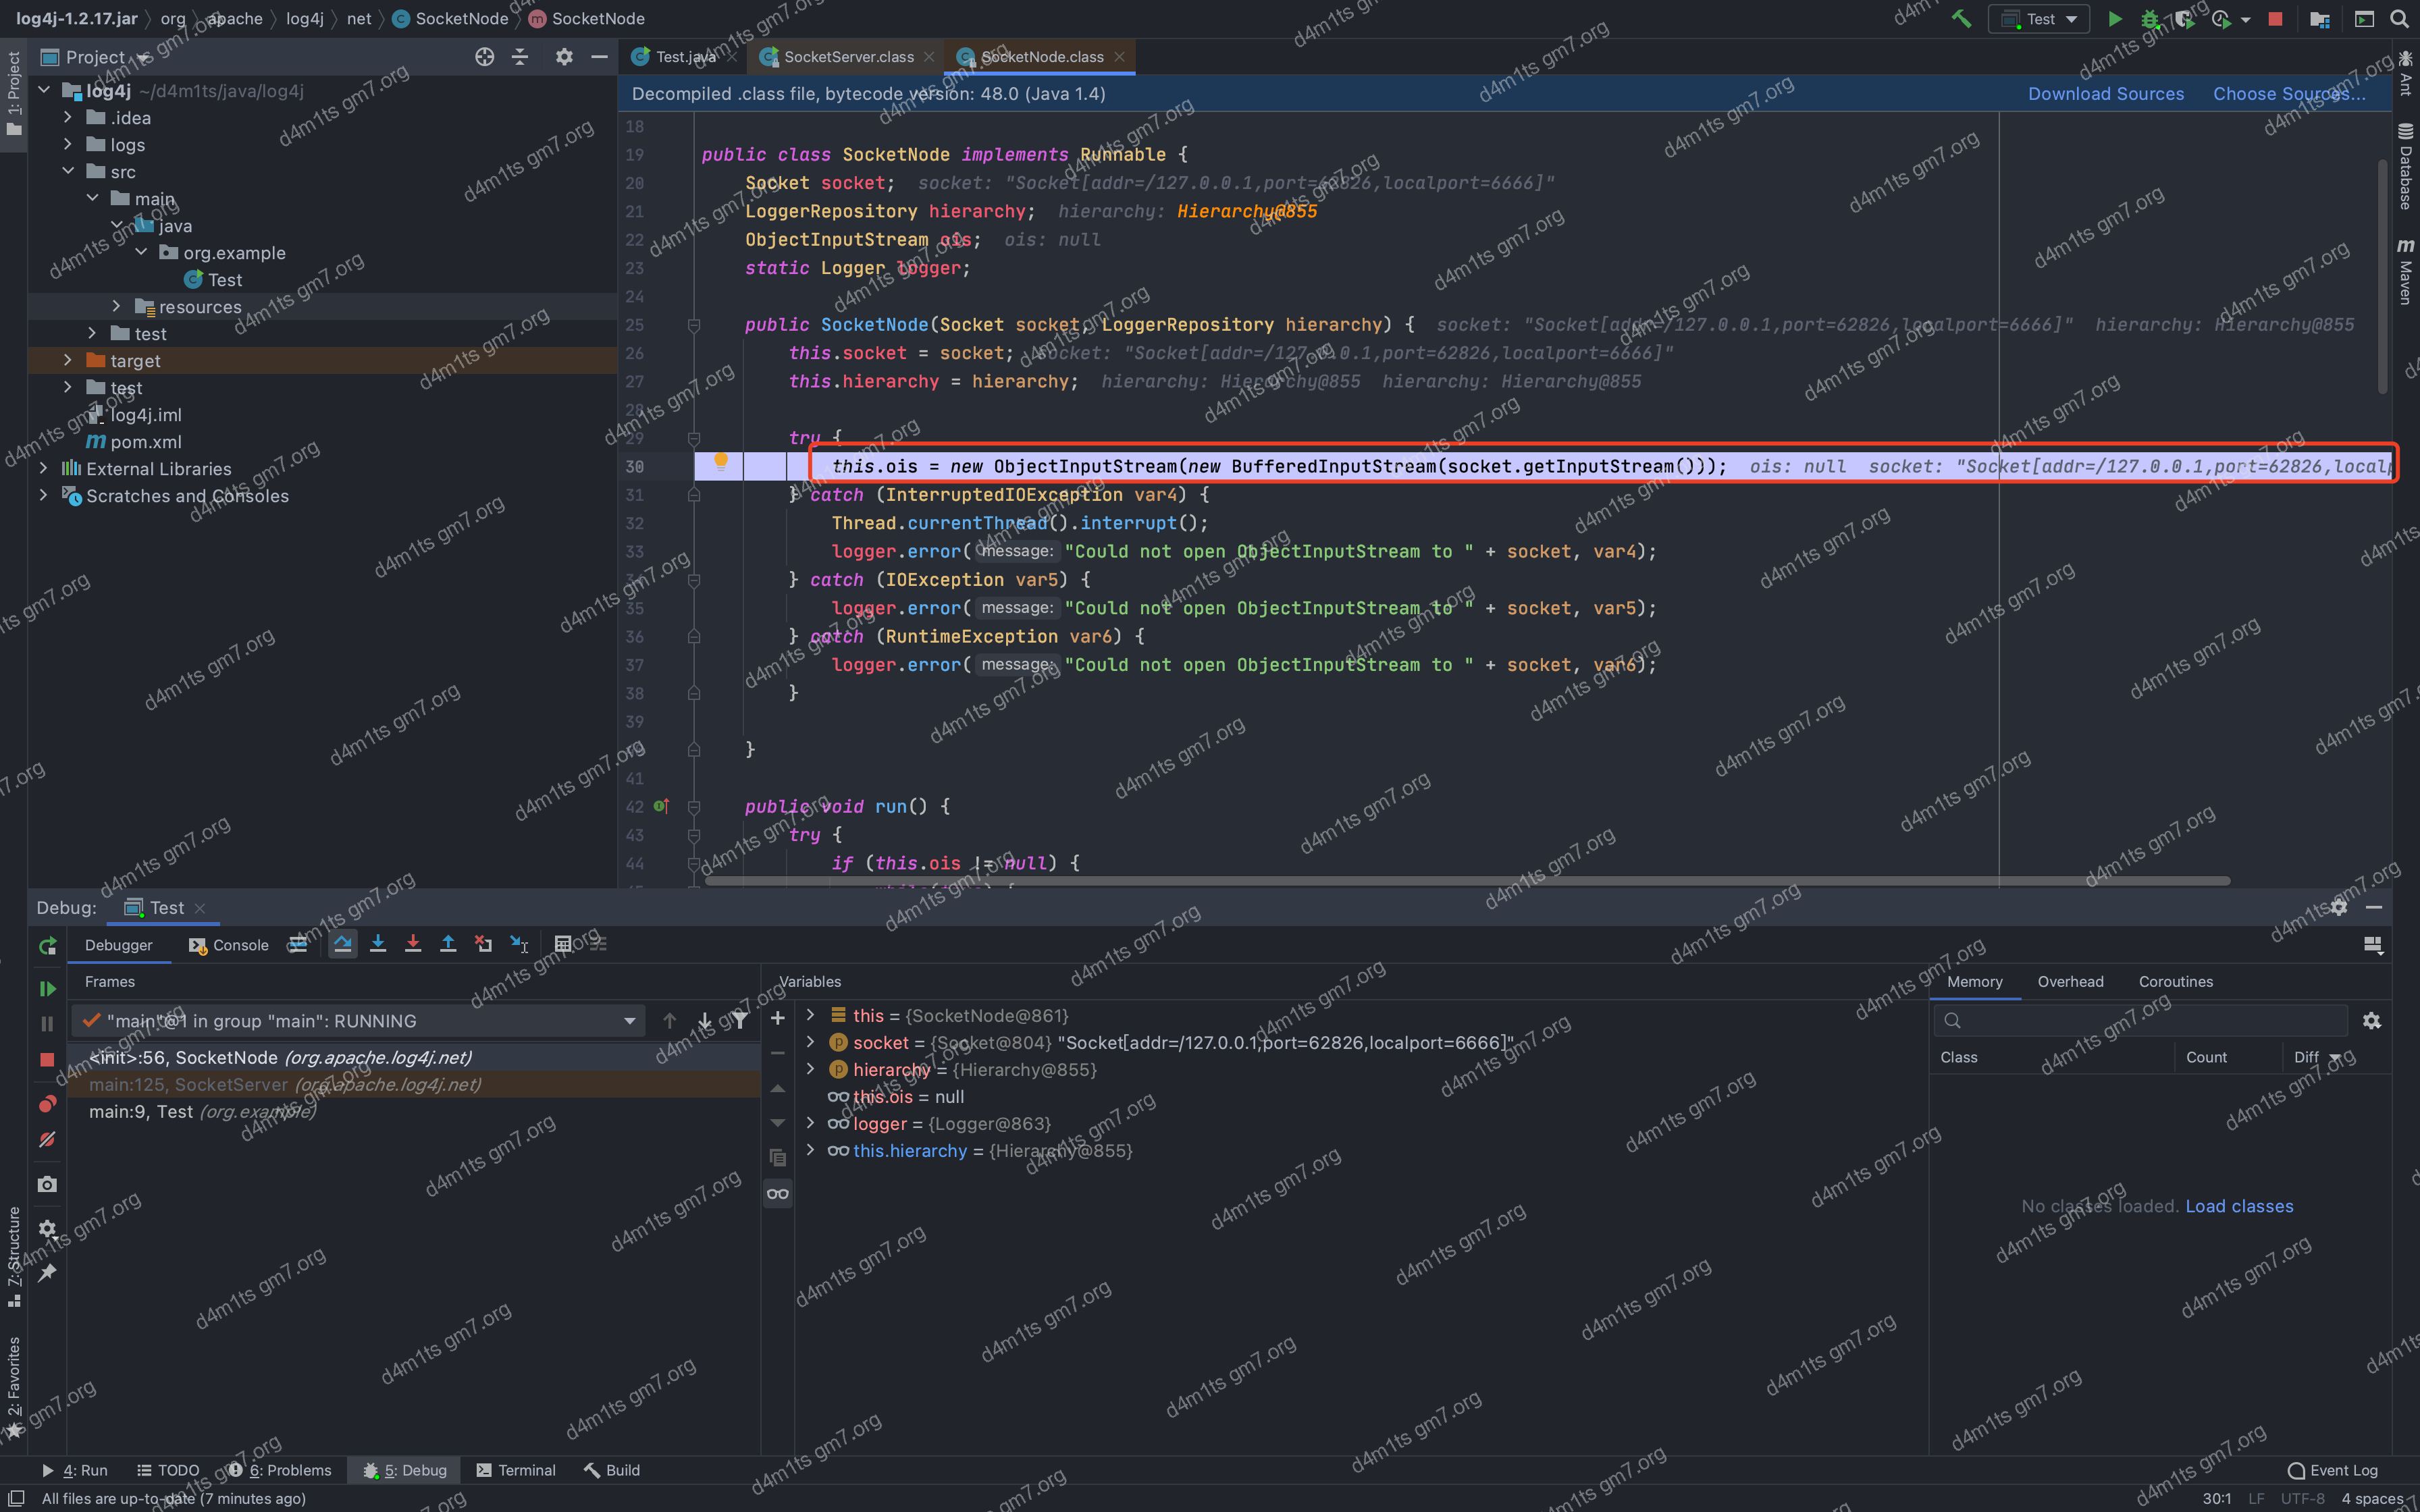 log4j-1.2.17.jar org apache log4j net SocketNode SocketNode
Test
Project
Test.java SocketServer.class SocketNode.class
1: Project
Ant
Database
Maven
log4j ~/d4m1ts/java/log4j
.idea
logs
src
main
java
org.example
Test
resources
test
target
test
log4j.iml
pom.xml
External Libraries
Scratches and Consoles
Decompiled .class file, bytecode version: 48.0 (Java 1.4)
Download Sources Choose Sources...
18
19 public class SocketNode implements Runnable {
20 Socket socket; socket: "Socket[addr=/127.0.0.1,port=62826,localport=6666]"
21 LoggerRepository hierarchy; hierarchy: Hierarchy@855
22 ObjectInputStream ois; ois: null
23 static Logger logger;
24
25 public SocketNode(Socket socket, LoggerRepository hierarchy) { socket: "Socket[addr=/127.0.0.1,port=62826,localport=6666]" hierarchy: Hierarchy@855
26 this.socket = socket; socket: "Socket[addr=/127.0.0.1,port=62826,localport=6666]"
27 this.hierarchy = hierarchy; hierarchy: Hierarchy@855 hierarchy: Hierarchy@855
28
29 try {
30 this.ois = new ObjectInputStream(new BufferedInputStream(socket.getInputStream())); ois: null socket: "Socket[addr=/127.0.0.1,port=62826,localp
31 } catch (InterruptedIOException var4) {
32 Thread.currentThread().interrupt();
33 logger.error( message: "Could not open ObjectInputStream to " + socket, var4);
} catch (IOException var5) {
35 logger.error( message: "Could not open ObjectInputStream to " + socket, var5);
36 } catch (RuntimeException var6) {
37 logger.error( message: "Could not open ObjectInputStream to " + socket, var6);
38 }
39
}
41
42 public void run() {
43 try {
44 if (this.ois != null) {
Debug: Test
Debugger Console
Frames
"main"@1 in group "main": RUNNING
<init>:56, SocketNode (org.apache.log4j.net)
main:125, SocketServer (org.apache.log4j.net)
main:9, Test (org.example)
Variables
this = {SocketNode@861}
socket = {Socket@804} "Socket[addr=/127.0.0.1,port=62826,localport=6666]"
hierarchy = {Hierarchy@855}
this.ois = null
logger = {Logger@863}
this.hierarchy = {Hierarchy@855}
Memory Overhead Coroutines
Class Count Diff
No classes loaded. Load classes
7: Structure
2: Favorites
4: Run TODO 6: Problems 5: Debug Terminal Build
Event Log
All files are up-to-date (7 minutes ago)
30:1 LF UTF-8 4 spaces
d4m1ts gm7.org